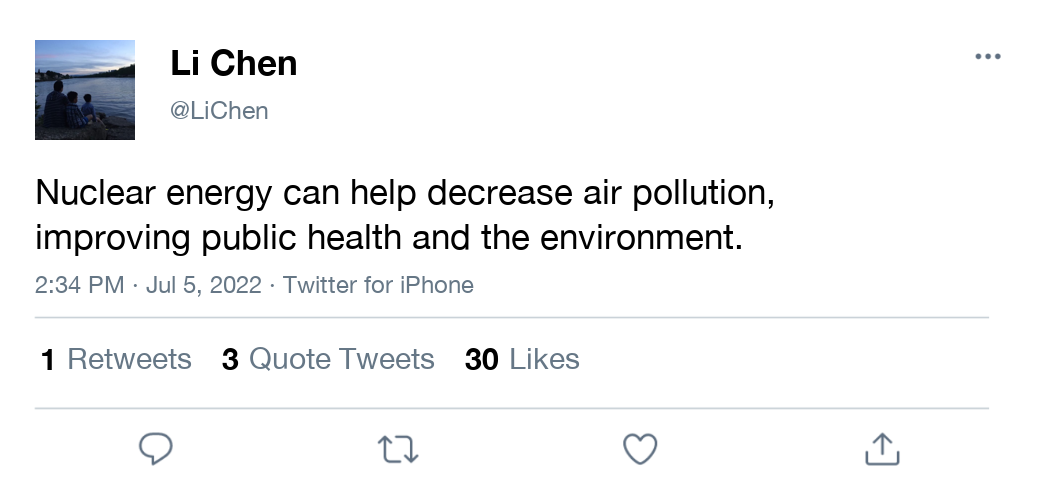 Li Chen
@LiChen
Nuclear energy can help decrease air pollution,
improving public health and the environment.
2:34 PM · Jul 5, 2022 · Twitter for iPhone
1 Retweets 3 Quote Tweets 30 Likes